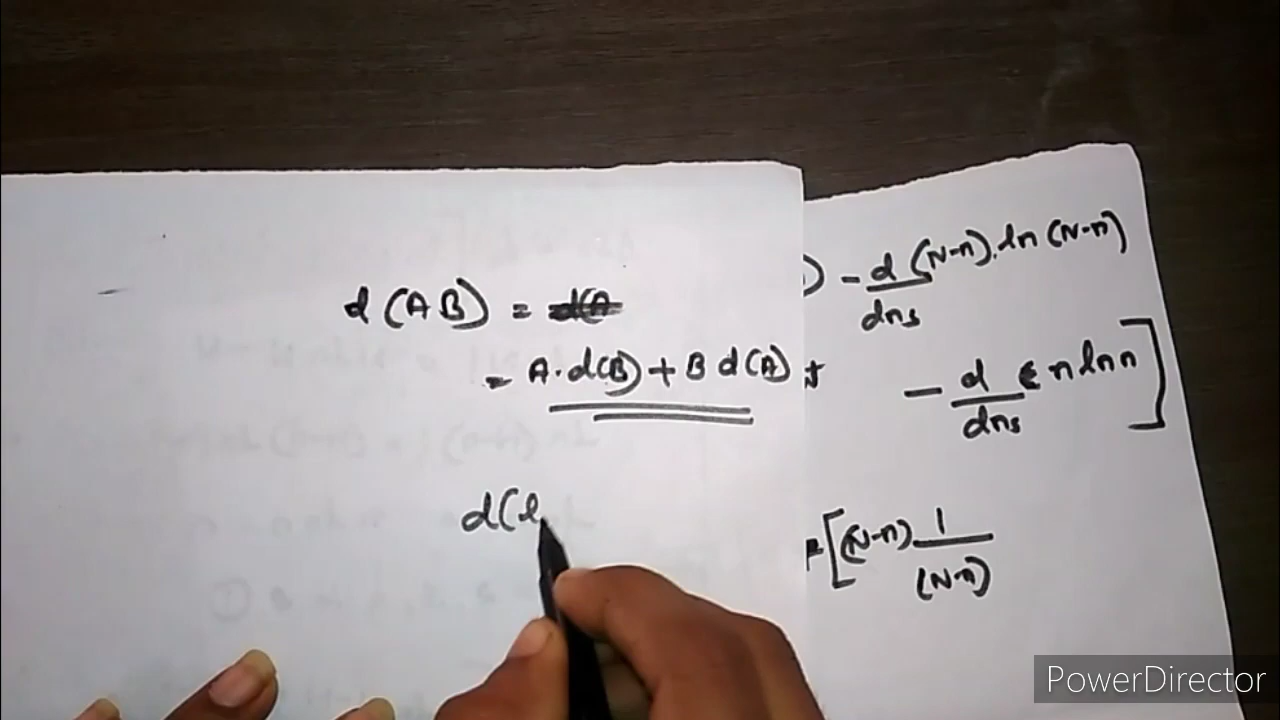 d(AB) =
= A·d(B) + B d(A)
d(l
) - d/dns (N-n).ln(N-n)
- d/dns n ln n ]
[(N-n) 1/(N-n)
PowerDirector